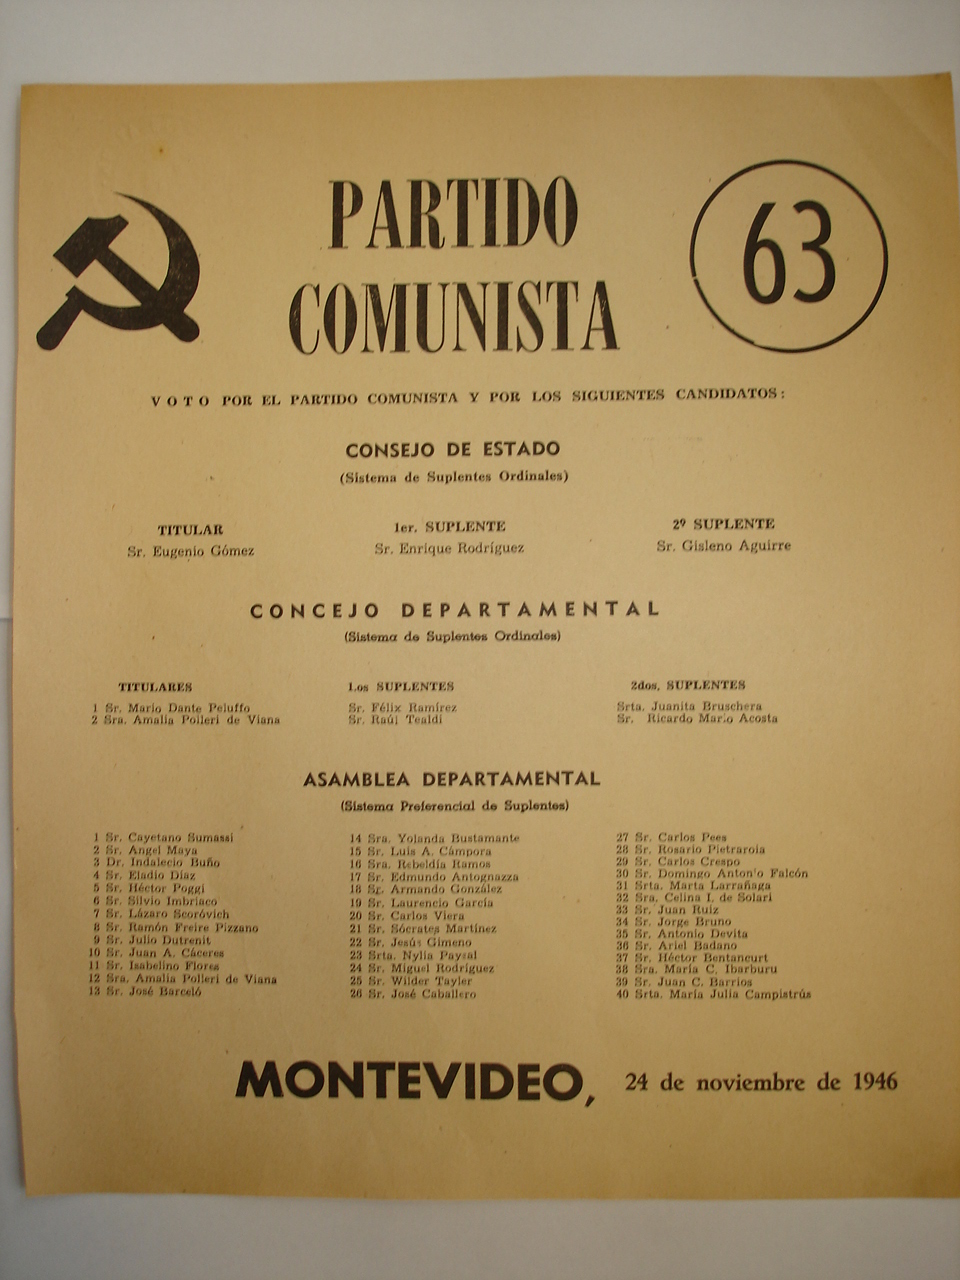 PARTIDO
COMUNISTA
63
VOTO POR EL PARTIDO COMUNISTA Y POR LOS SIGUIENTES CANDIDATOS:
CONSEJO DE ESTADO
(Sistema de Suplentes Ordinales)
TITULAR
Sr. Eugenio Gómez
1er. SUPLENTE
Sr. Enrique Rodríguez
2º SUPLENTE
Sr. Gisleno Aguirre
CONCEJO DEPARTAMENTAL
(Sistema de Suplentes Ordinales)
TITULARES
1 Sr. Mario Dante Peluffo
2 Sra. Amalia Polleri de Viana
1.os SUPLENTES
Sr. Félix Ramírez
Sr. Raúl Tealdi
2dos. SUPLENTES
Srta. Juanita Bruschera
Sr. Ricardo Mario Acosta
ASAMBLEA DEPARTAMENTAL
(Sistema Preferencial de Suplentes)
1 Sr. Cayetano Sumassi
2 Sr. Angel Maya
3 Dr. Indalecio Buño
4 Sr. Eladio Díaz
5 Sr. Héctor Poggi
6 Sr. Silvio Imbriaco
7 Sr. Lázaro Scoróvich
8 Sr. Ramón Freire Pizzano
9 Sr. Julio Dutrenit
10 Sr. Juan A. Cáceres
11 Sr. Isabelino Flores
12 Sra. Amalia Polleri de Viana
13 Sr. José Barceló
14 Sra. Yolanda Bustamante
15 Sr. Luis A. Cámpora
16 Sra. Rebeldía Ramos
17 Sr. Edmundo Antognazza
18 Sr. Armando González
19 Sr. Laurencio García
20 Sr. Carlos Viera
21 Sr. Sócrates Martínez
22 Sr. Jesús Gimeno
23 Srta. Nylia Paysal
24 Sr. Miguel Rodríguez
25 Sr. Wilder Tayler
26 Sr. José Caballero
27 Sr. Carlos Pees
28 Sr. Rosario Pietraroia
29 Sr. Carlos Crespo
30 Sr. Domingo Antonio Falcón
31 Srta. Marta Larrañaga
32 Sra. Celina I. de Solari
33 Sr. Juan Ruiz
34 Sr. Jorge Bruno
35 Sr. Antonio Devita
36 Sr. Ariel Badano
37 Sr. Héctor Bentancurt
38 Sra. María C. Ibarburu
39 Sr. Juan C. Barrios
40 Srta. María Julia Campistrús
MONTEVIDEO, 24 de noviembre de 1946